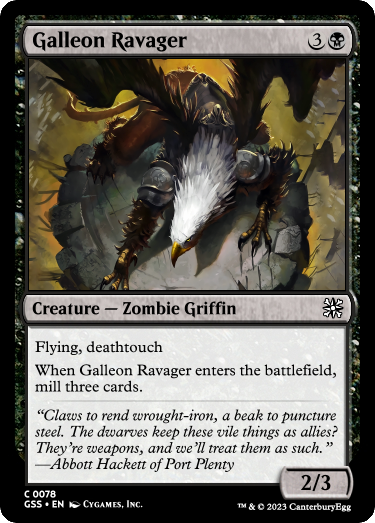 Galleon Ravager 3
Creature — Zombie Griffin
Flying, deathtouch
When Galleon Ravager enters the battlefield,
mill three cards.
“Claws to rend wrought-iron, a beak to puncture
steel. The dwarves keep these vile things as allies?
They’re weapons, and we’ll treat them as such.”
—Abbott Hackett of Port Plenty
2/3
C 0078
GSS • EN Cygames, Inc.
™ & © 2023 CanterburyEgg